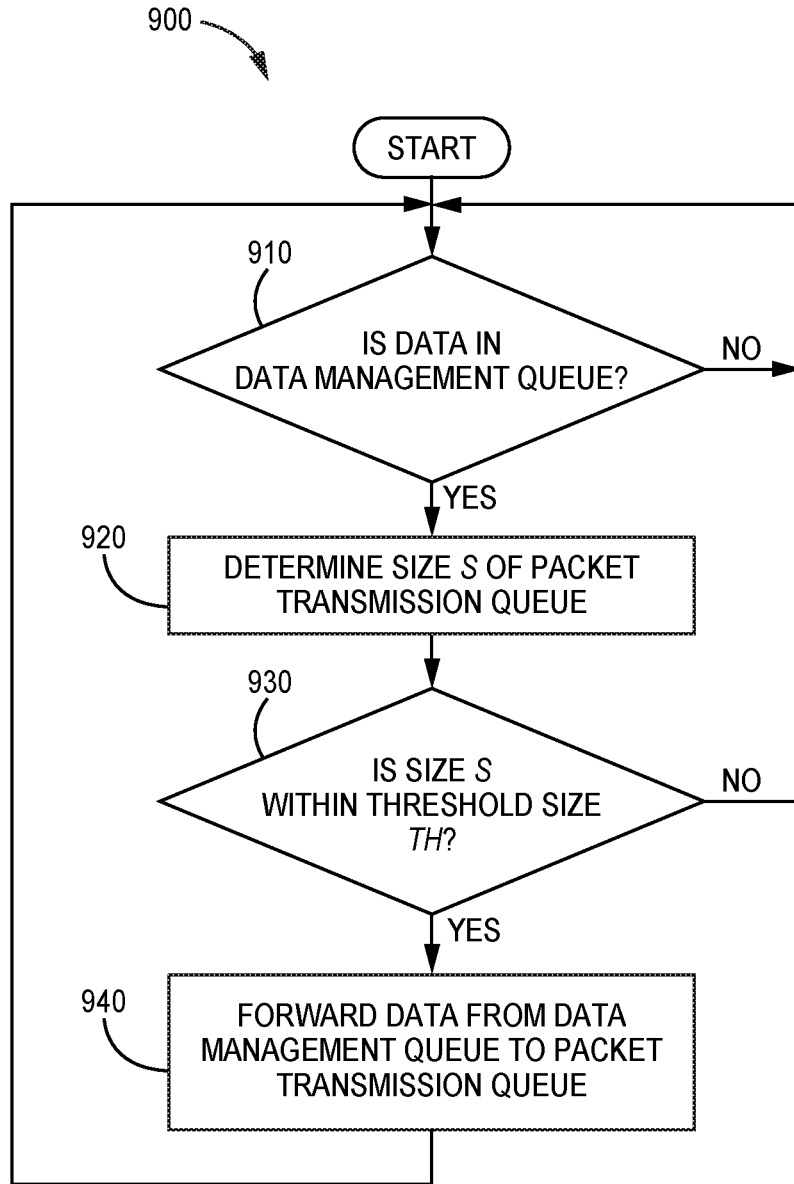 900
START
910
IS DATA IN
DATA MANAGEMENT QUEUE?
NO
YES
920
DETERMINE SIZE S OF PACKET
TRANSMISSION QUEUE
930
IS SIZE S
WITHIN THRESHOLD SIZE
TH?
NO
YES
940
FORWARD DATA FROM DATA
MANAGEMENT QUEUE TO PACKET
TRANSMISSION QUEUE